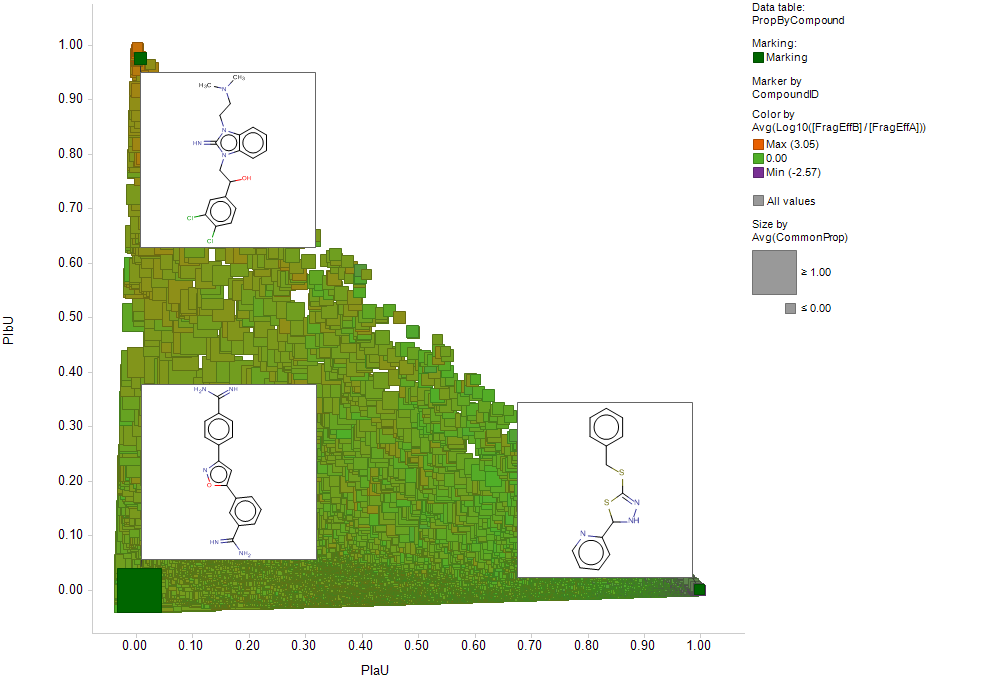 Data table:
PropByCompound
Marking:
Marking
Marker by
CompoundID
Color by
Avg(Log10([FragEffB]/[FragEffA]))
Max (3.05)
0.00
Min (-2.57)
All values
Size by
Avg(CommonProp)
≥ 1.00
≤ 0.00
PIbU
1.00
0.90
0.80
0.70
0.60
0.50
0.40
0.30
0.20
0.10
0.00
CH₃
H₃C
N
N
HN
N
OH
Cl
Cl
H₂N
NH
N
O
HN
NH₂
S
S
N
NH
N
0.00
0.10
0.20
0.30
0.40
0.50
0.60
0.70
0.80
0.90
1.00
PIaU